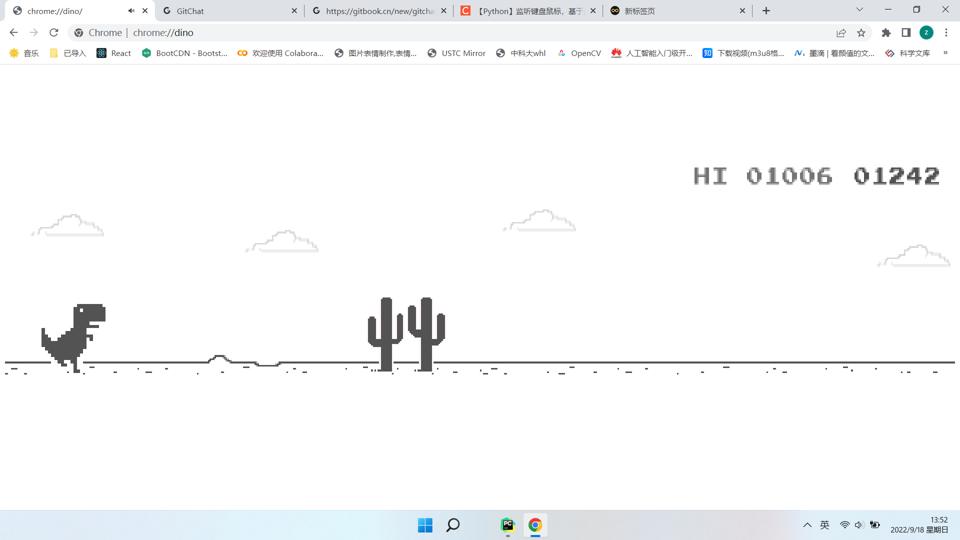 chrome://dino/
GitChat
https://gitbook.cn/new/gitcha
【Python】监听键盘鼠标，基于
新标签页
Chrome | chrome://dino
音乐
已导入
React
BootCDN - Bootst...
欢迎使用 Colabora...
图片表情制作,表情...
USTC Mirror
中科大whl
OpenCV
人工智能入门极开...
下载视频(m3u8格...
墨滴 | 看颜值的文...
科学文库
HI 01006 01242
英
13:52
2022/9/18 星期日